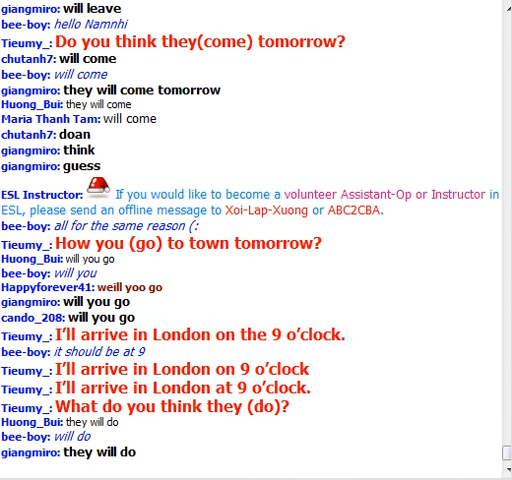 giangmiro: will leave
bee-boy: hello Namnhi
Tieumy_: Do you think they(come) tomorrow?
chutanh7: will come
bee-boy: will come
giangmiro: they will come tomorrow
Huong_Bui: they will come
Maria Thanh Tam: will come
chutanh7: doan
giangmiro: think
giangmiro: guess
ESL Instructor: If you would like to become a volunteer Assistant-Op or Instructor in
ESL, please send an offline message to Xoi-Lap-Xuong or ABC2CBA.
bee-boy: all for the same reason (:
Tieumy_: How you (go) to town tomorrow?
Huong_Bui: will you go
bee-boy: will you
Happyforever41: weill yoo go
giangmiro: will you go
cando_208: will you go
Tieumy_: I'll arrive in London on the 9 o'clock.
bee-boy: it should be at 9
Tieumy_: I'll arrive in London on 9 o'clock
Tieumy_: I'll arrive in London at 9 o'clock.
Tieumy_: What do you think they (do)?
Huong_Bui: they will do
bee-boy: will do
giangmiro: they will do